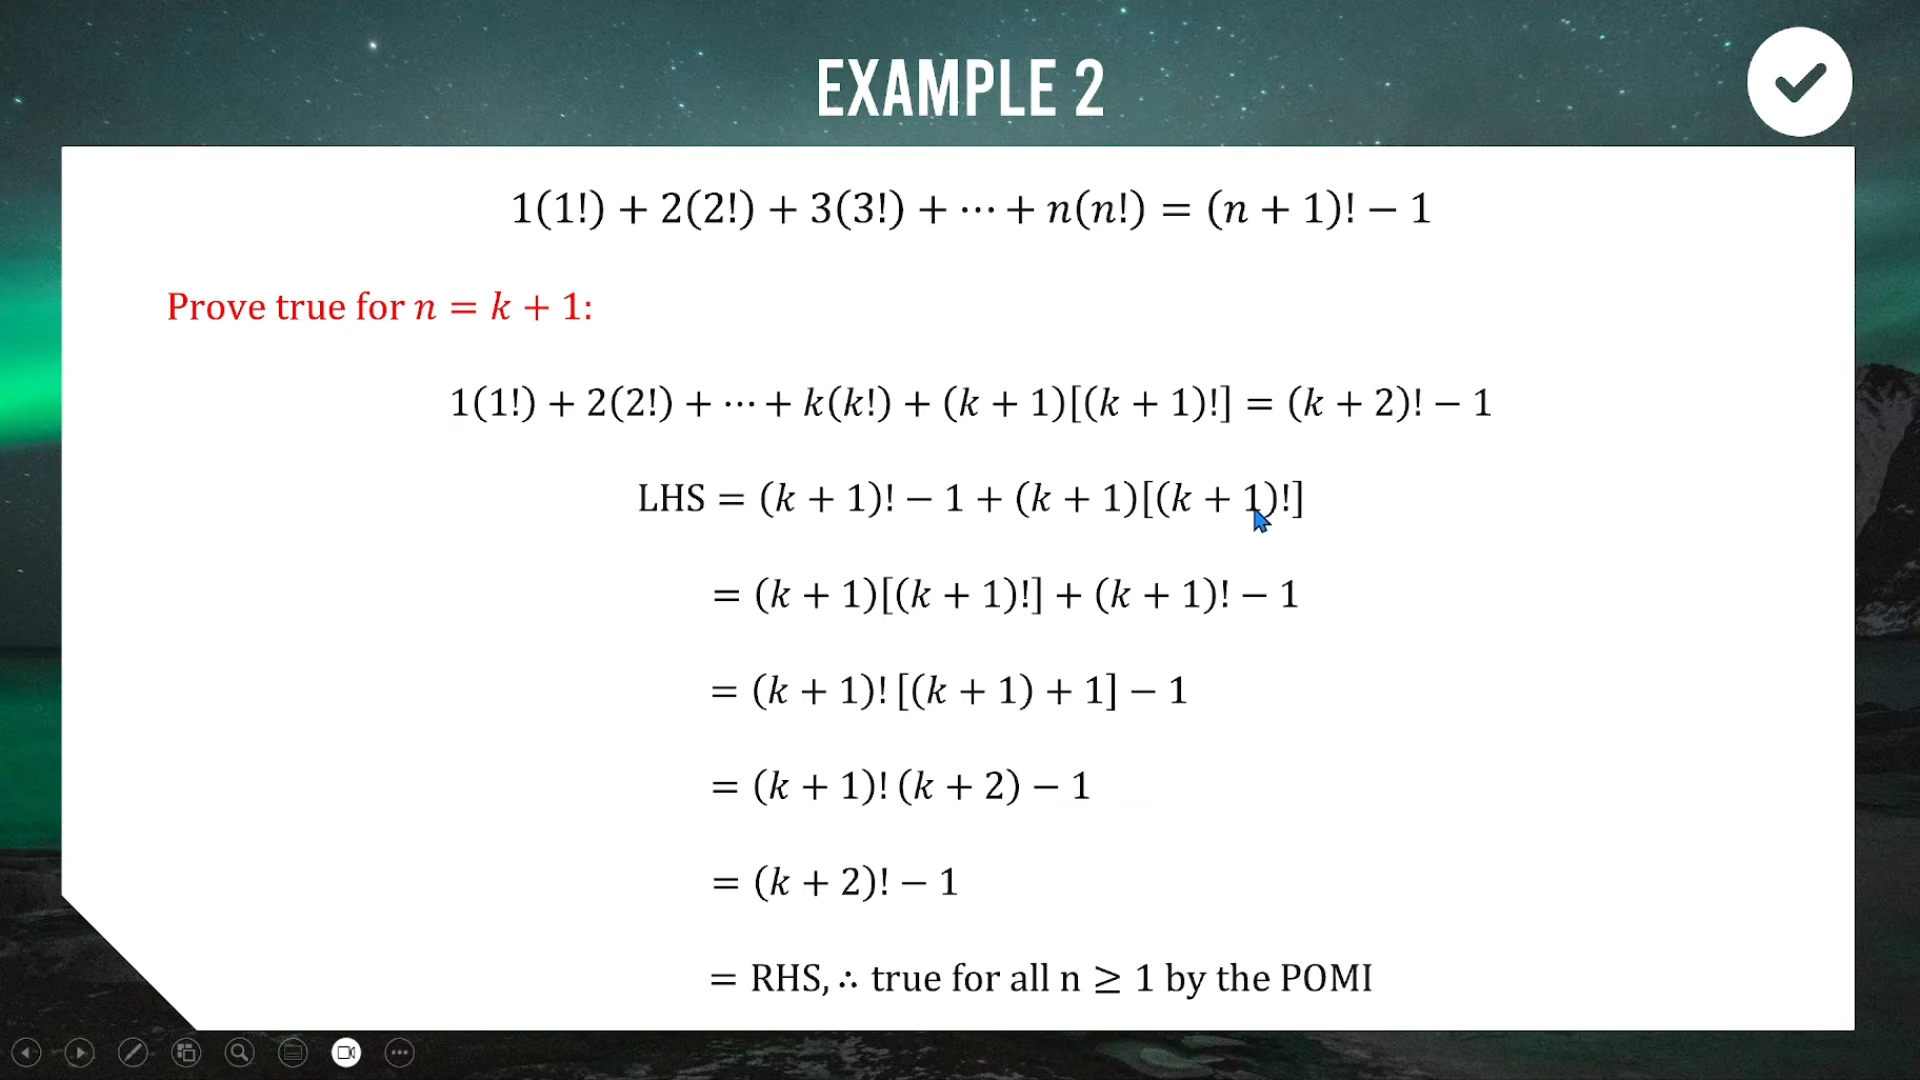 EXAMPLE 2
1(1!) + 2(2!) + 3(3!) + ⋯ + n(n!) = (n + 1)! − 1
Prove true for n = k + 1:
1(1!) + 2(2!) + ⋯ + k(k!) + (k + 1)[(k + 1)!] = (k + 2)! − 1
LHS = (k + 1)! − 1 + (k + 1)[(k + 1)!]
= (k + 1)[(k + 1)!] + (k + 1)! − 1
= (k + 1)! [(k + 1) + 1] − 1
= (k + 1)! (k + 2) − 1
= (k + 2)! − 1
= RHS, ∴ true for all n ≥ 1 by the POMI